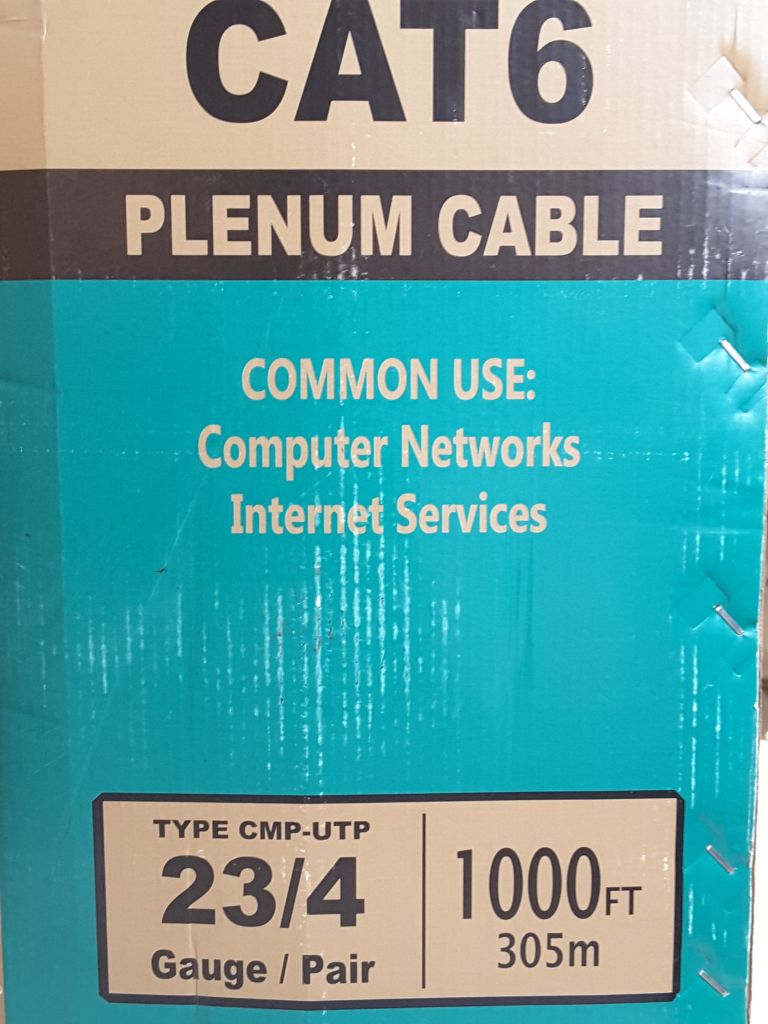 CAT6
PLENUM CABLE
COMMON USE:
Computer Networks
Internet Services
TYPE CMP-UTP
23/4
Gauge / Pair
1000FT
305m